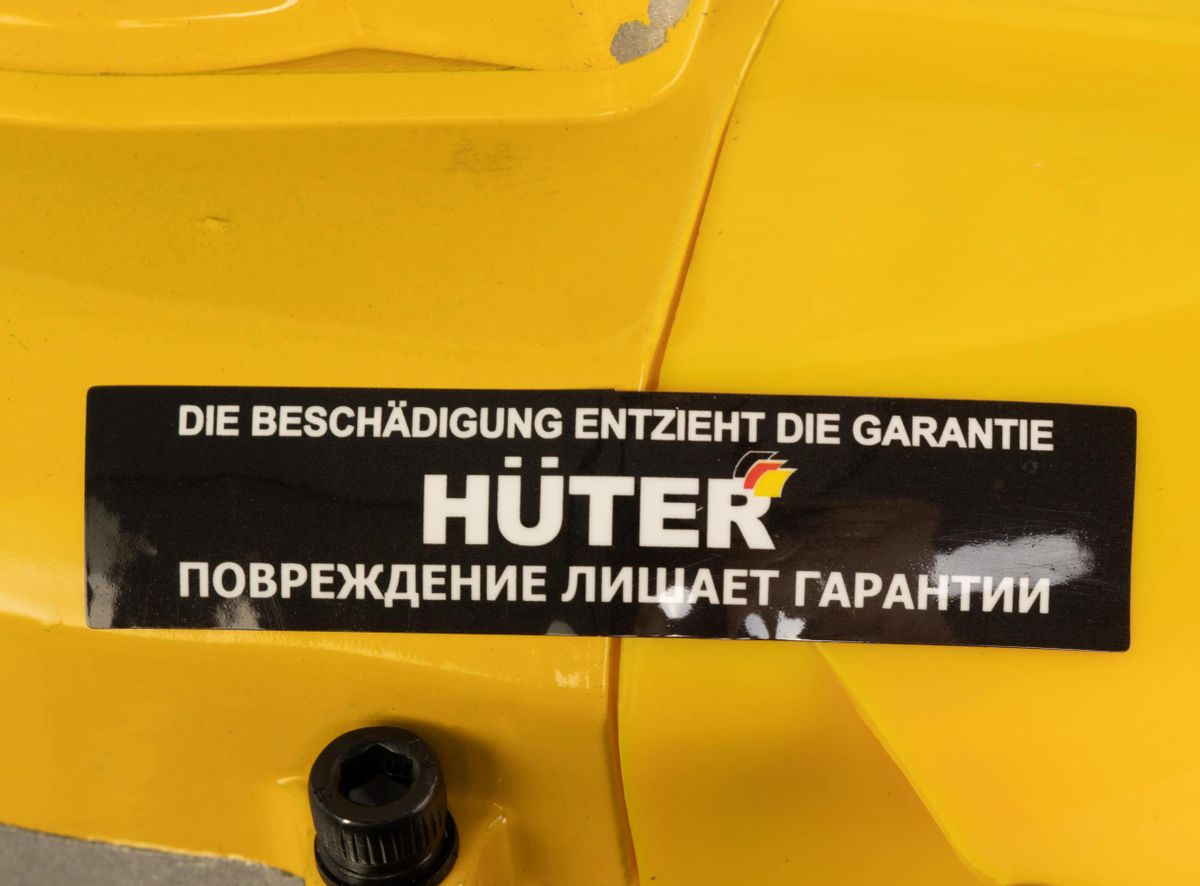 DIE BESCHÄDIGUNG ENTZIEHT DIE GARANTIE
HÜTER
ПОВРЕЖДЕНИЕ ЛИШАЕТ ГАРАНТИИ